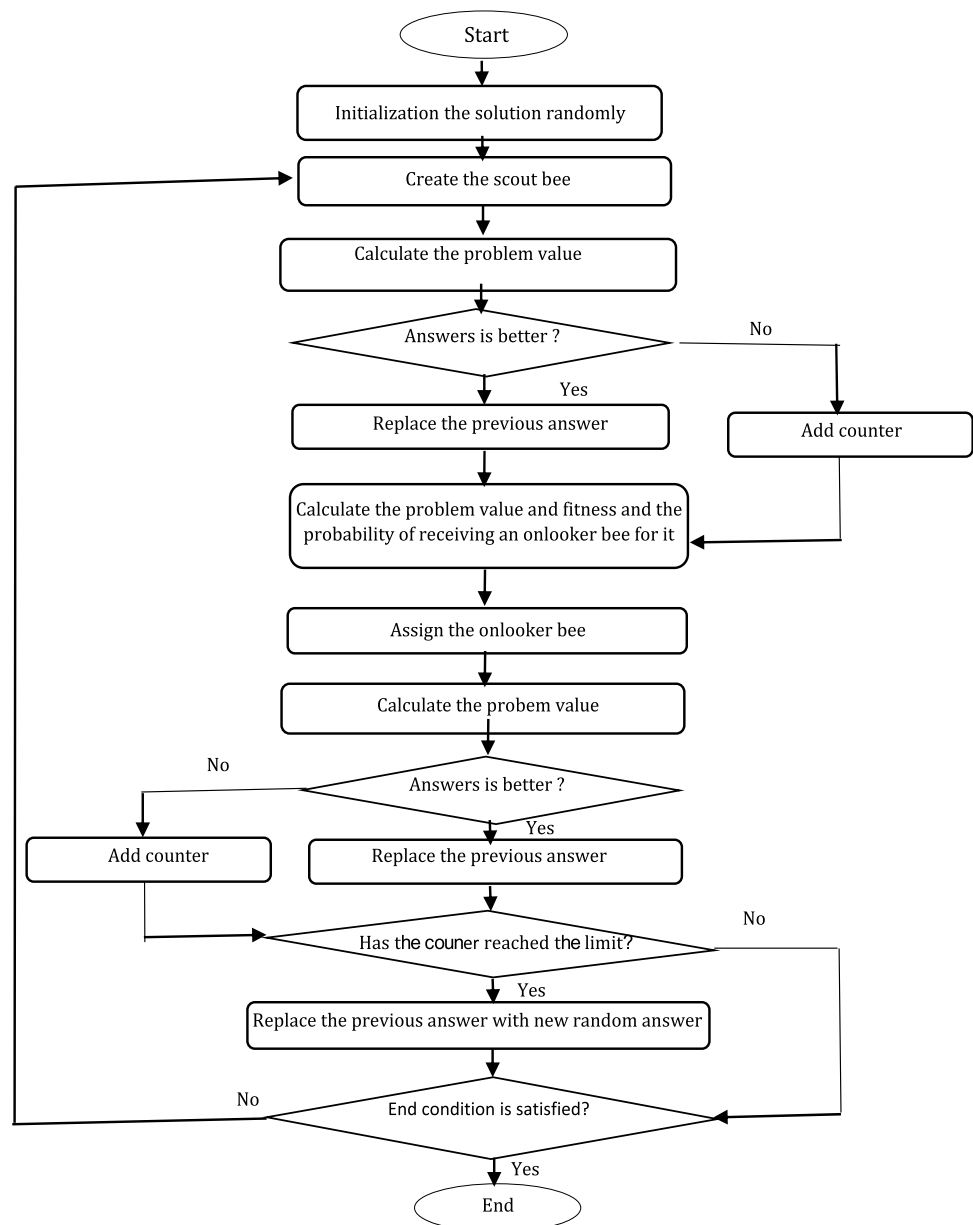 Start
Initialization the solution randomly
Create the scout bee
Calculate the problem value
Answers is better ?
No
Yes
Replace the previous answer
Add counter
Calculate the problem value and fitness and the
probability of receiving an onlooker bee for it
Assign the onlooker bee
Calculate the probem value
No
Answers is better ?
Yes
Add counter
Replace the previous answer
No
Has the couner reached the limit?
Yes
Replace the previous answer with new random answer
No
End condition is satisfied?
Yes
End